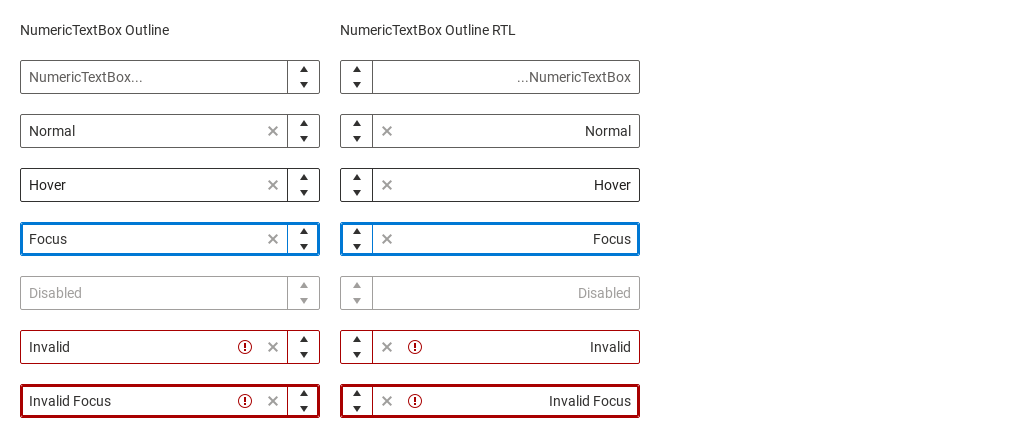 NumericTextBox Outline
NumericTextBox Outline RTL
NumericTextBox...
...NumericTextBox
Normal
Normal
Hover
Hover
Focus
Focus
Disabled
Disabled
Invalid
Invalid
Invalid Focus
Invalid Focus